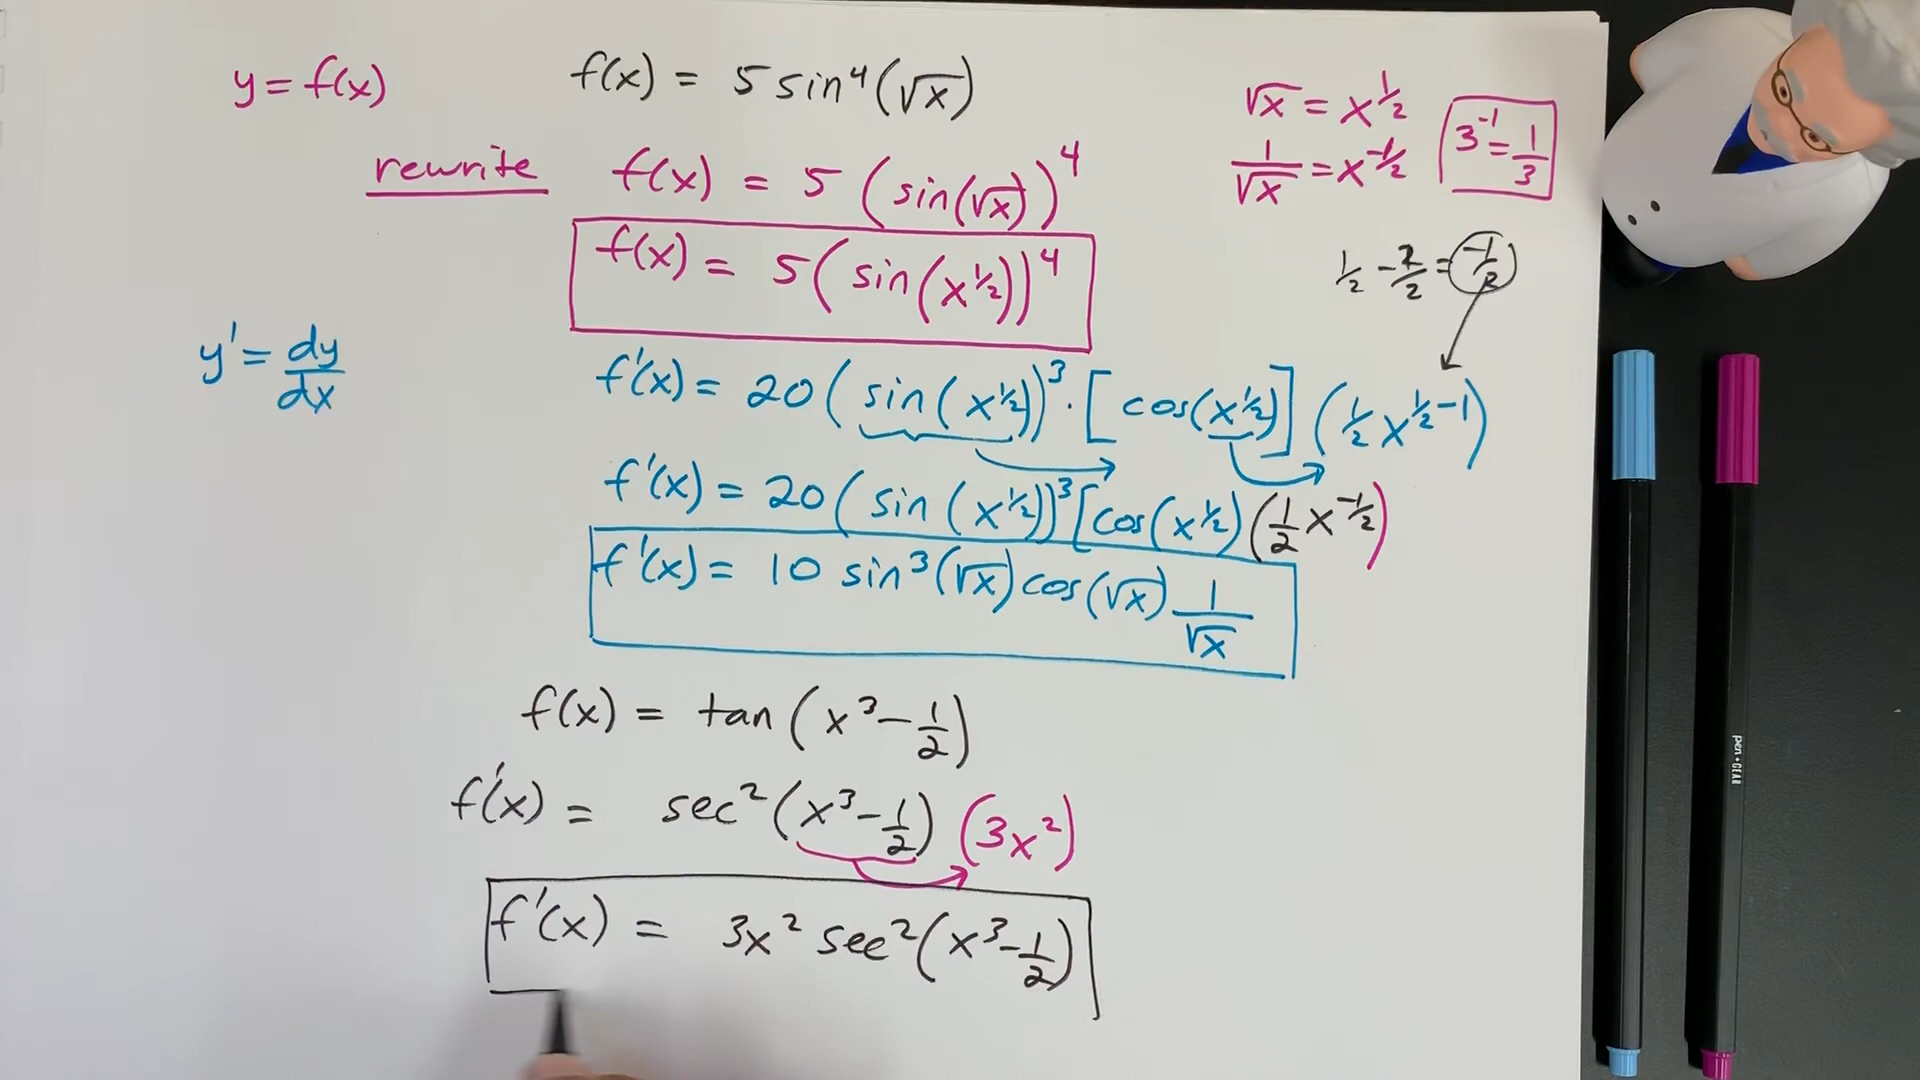 y = f(x)
f(x) = 5 sin⁴(√x)
√x = x^1/2
3^-1 = 1/3
1/√x = x^-1/2
rewrite
f(x) = 5 (sin(√x))^4
f(x) = 5(sin(x^1/2))^4
1/2 - 2/2 = -1/2
y' = dy/dx
f'(x) = 20 (sin(x^1/2))^3 · [cos(x^1/2)] (1/2 x^1/2-1)
f'(x) = 20 (sin(x^1/2))^3 [cos(x^1/2) (1/2 x^-1/2)
f'(x) = 10 sin³(√x) cos(√x) 1/√x
f(x) = tan (x³ - 1/2)
f'(x) = sec² (x³ - 1/2) (3x²)
f'(x) = 3x² sec² (x³ - 1/2)
pen+GEAR